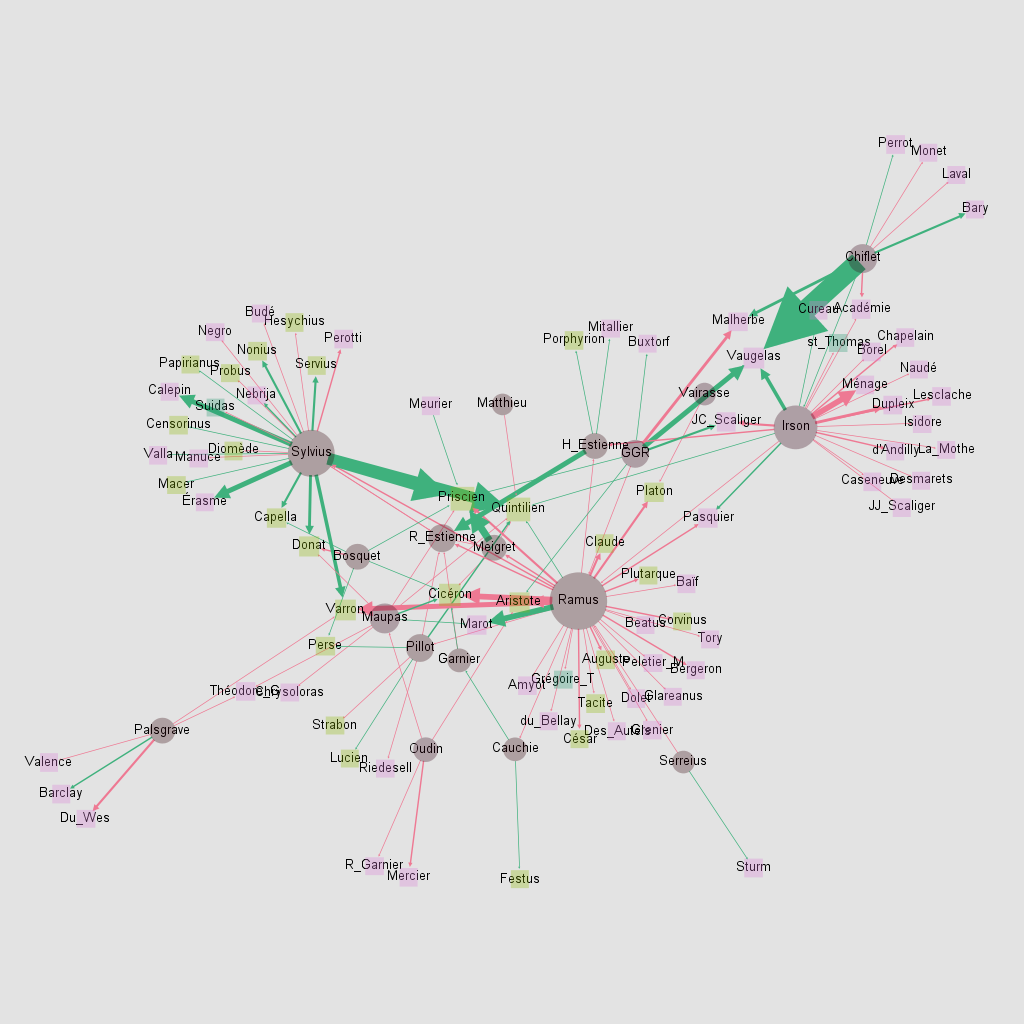 Perrot
Monet
Laval
Bary
Chiflet
Cureau
Académie
Malherbe
Budé
Hesychius
Negro
Perotti
Mitallier
Porphyrion
Buxtorf
st_Thomas
Chapelain
Borel
Vaugelas
Nonius
Servius
Papirianus
Probus
Naudé
Ménage
Calepin
Nebrija
Suidas
Vairasse
Lesclache
Dupleix
Meurier
Matthieu
JC_Scaliger
Isidore
Irson
Censorinus
H_Estienne
GGR
Diomède
Sylvius
Valla
Manuce
d'Andilly
La_Mothe
Macer
Érasme
Caseneuve
Desmarets
Platon
Priscien
Quintilien
JJ_Scaliger
Capella
Pasquier
R_Estienne
Meigret
Claude
Donat
Bosquet
Plutarque
Baïf
Cicéron
Aristote
Ramus
Varron
Maupas
Marot
Beatus
Corvinus
Tory
Perse
Pillot
Garnier
Auguste
Peletier_M
Bergeron
Grégoire_T
Amyot
Théodore_G
Chrysoloras
Tacite
Dolet
Glareanus
Strabon
du_Bellay
Des_Autels
Grenier
César
Palsgrave
Oudin
Cauchie
Lucien
Riedesell
Serreius
Valence
Barclay
Du_Wes
R_Garnier
Mercier
Festus
Sturm